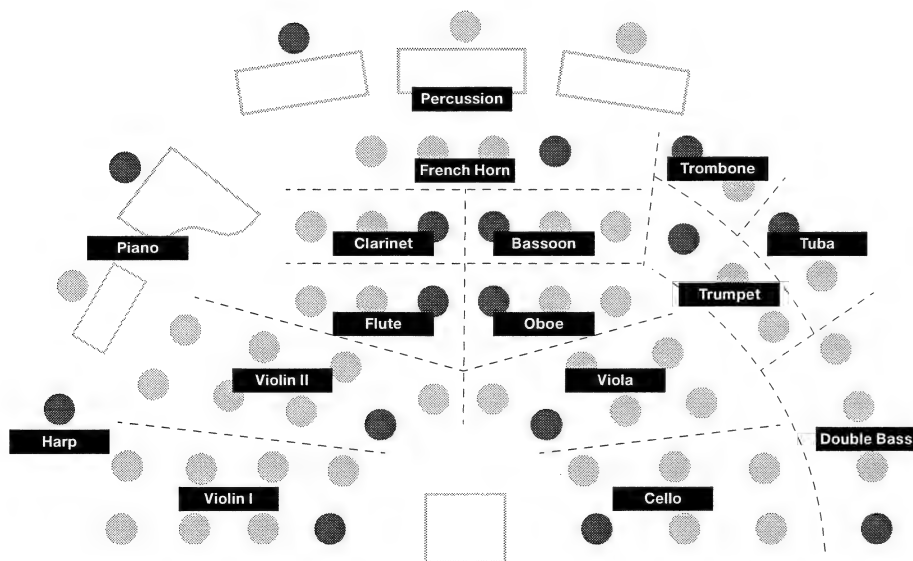 Percussion
French Horn
Trombone
Clarinet
Bassoon
Tuba
Piano
Trumpet
Flute
Oboe
Violin II
Viola
Harp
Double Bass
Violin I
Cello